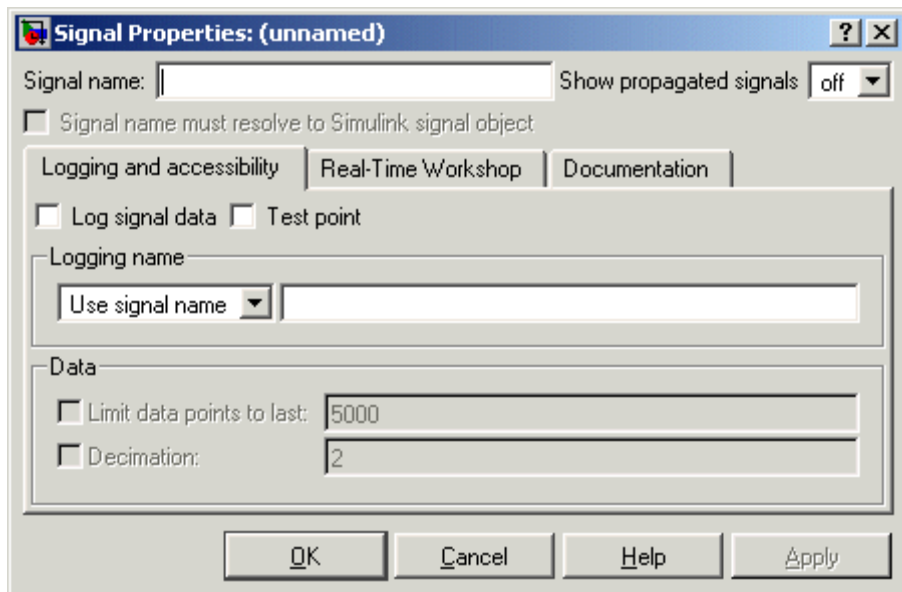 Signal Properties: (unnamed)
Signal name: Show propagated signals off
Signal name must resolve to Simulink signal object
Logging and accessibility Real-Time Workshop Documentation
Log signal data Test point
Logging name
Use signal name
Data
Limit data points to last: 5000
Decimation: 2
OK Cancel Help Apply